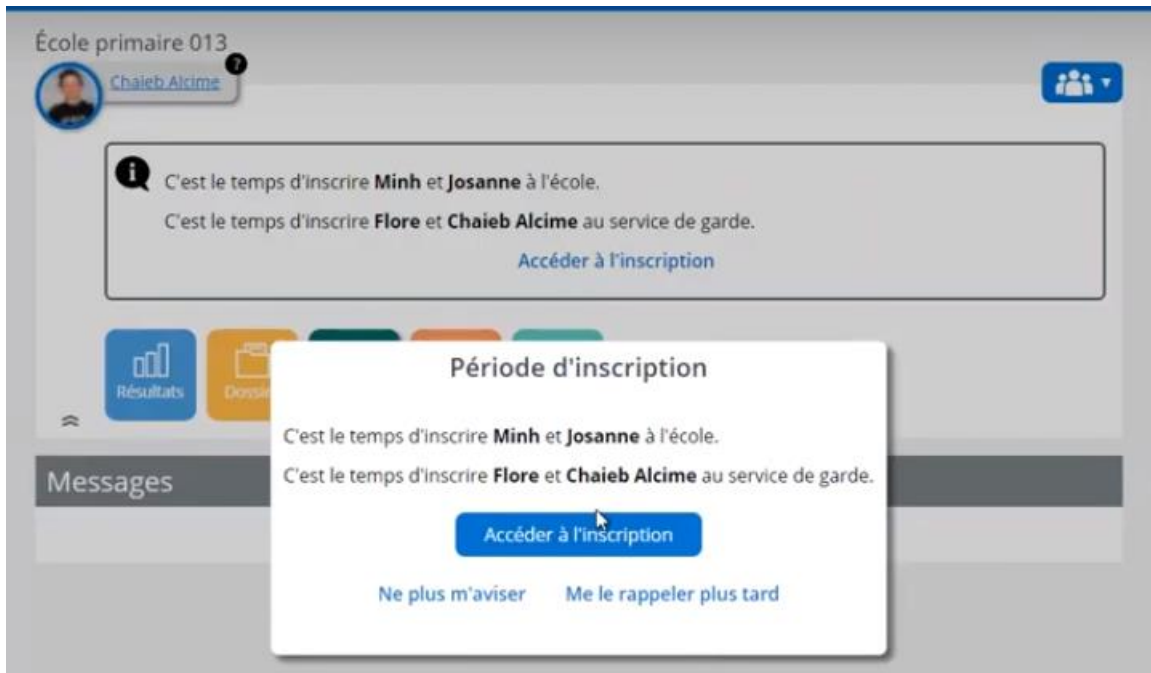 École primaire 013
?
Chaieb Alcime
C'est le temps d'inscrire Minh et Josanne à l'école.
C'est le temps d'inscrire Flore et Chaieb Alcime au service de garde.
Accéder à l'inscription
Résultats
Période d'inscription
C'est le temps d'inscrire Minh et Josanne à l'école.
C'est le temps d'inscrire Flore et Chaieb Alcime au service de garde.
Accéder à l'inscription
Ne plus m'aviser Me le rappeler plus tard
Messages